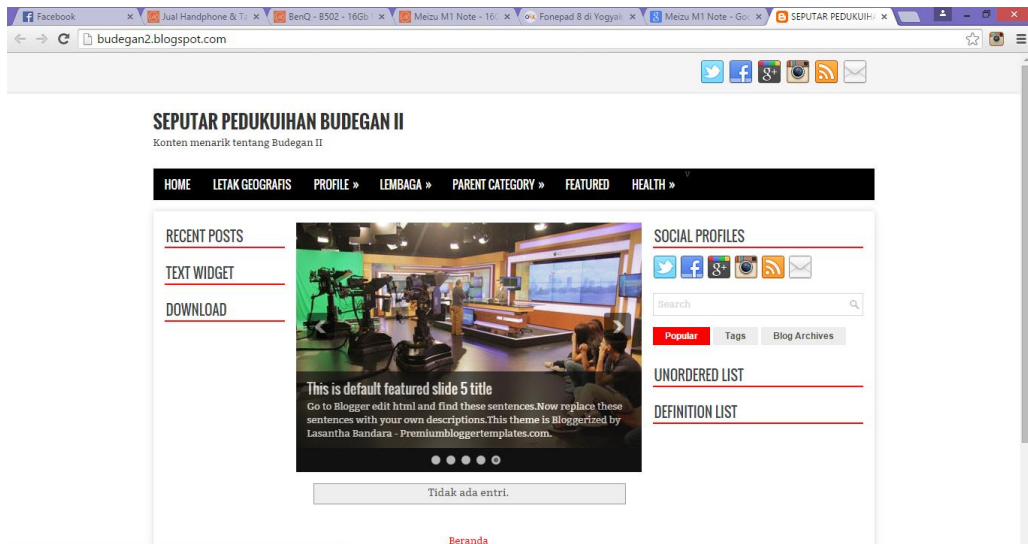 Facebook
Jual Handphone & Ta
BenQ - B502 - 16Gb
Meizu M1 Note - 16G
Fonepad 8 di Yogyak
Meizu M1 Note - Goo
SEPUTAR PEDUKUIHA
budegan2.blogspot.com
SEPUTAR PEDUKUIHAN BUDEGAN II
Konten menarik tentang Budegan II
HOME LETAK GEOGRAFIS PROFILE » LEMBAGA » PARENT CATEGORY » FEATURED HEALTH » v
RECENT POSTS
TEXT WIDGET
DOWNLOAD
This is default featured slide 5 title
Go to Blogger edit html and find these sentences.Now replace these
sentences with your own descriptions.This theme is Bloggerized by
Lasantha Bandara - Premiumbloggertemplates.com.
Tidak ada entri.
Beranda
SOCIAL PROFILES
Search
Popular Tags Blog Archives
UNORDERED LIST
DEFINITION LIST